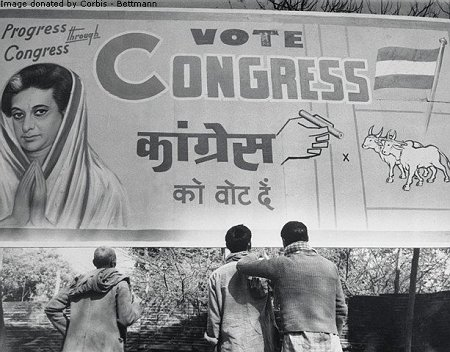 Image donated by Corbis - Bettmann
Progress through
Congress
VOTE
CONGRESS
कांग्रेस
x
को वोट दें